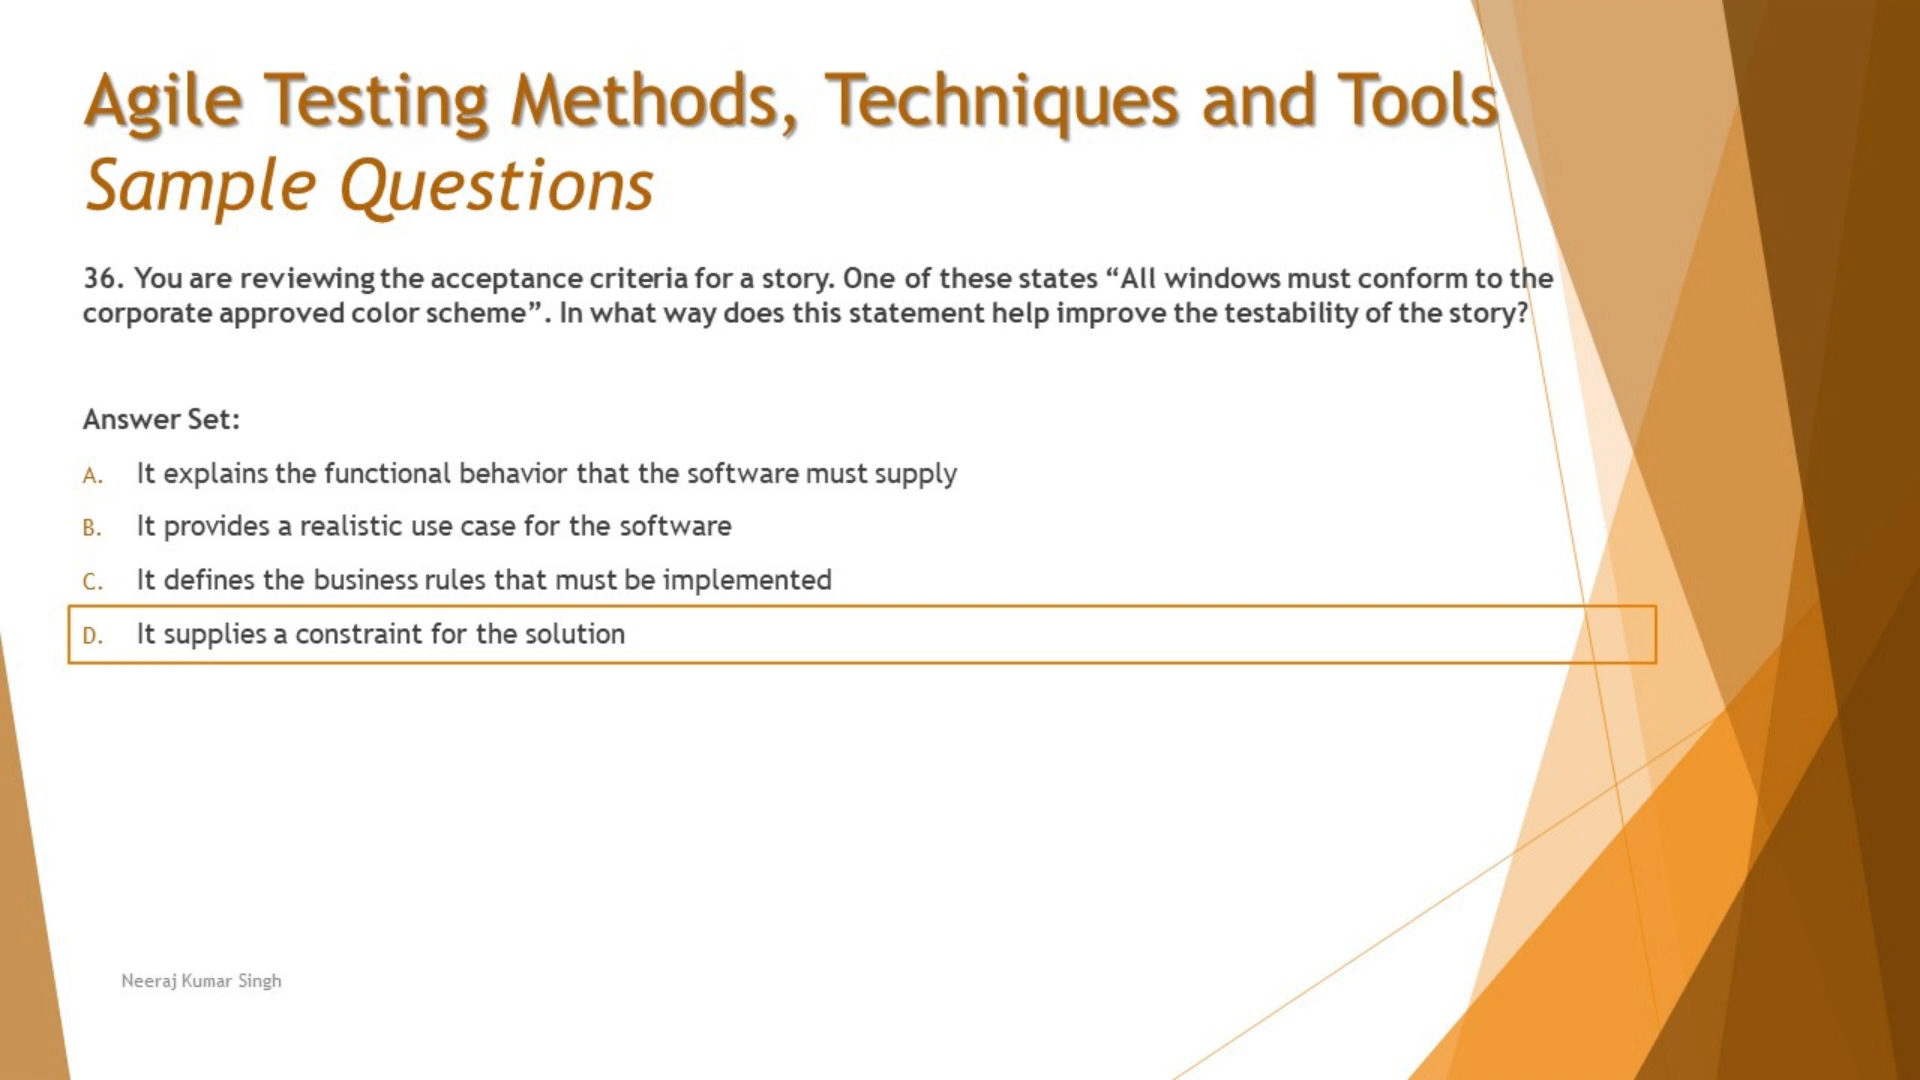 Agile Testing Methods, Techniques and Tools
Sample Questions
36. You are reviewing the acceptance criteria for a story. One of these states “All windows must conform to the
corporate approved color scheme”. In what way does this statement help improve the testability of the story?
Answer Set:
A. It explains the functional behavior that the software must supply
B. It provides a realistic use case for the software
C. It defines the business rules that must be implemented
D. It supplies a constraint for the solution
Neeraj Kumar Singh